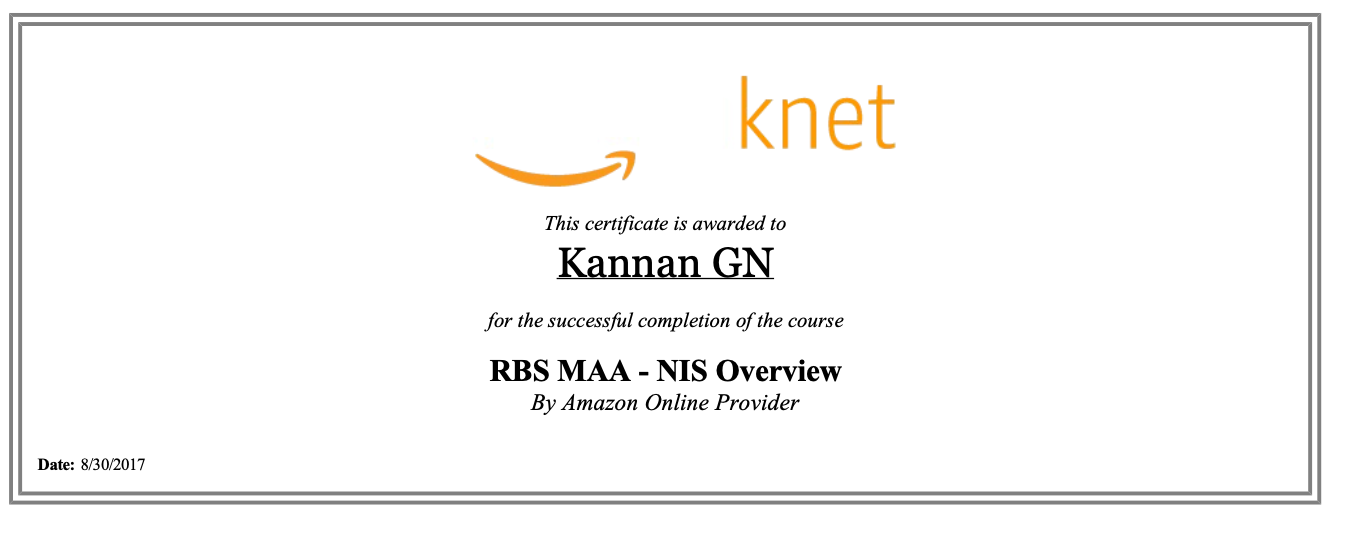 knet
This certificate is awarded to
Kannan GN
for the successful completion of the course
RBS MAA - NIS Overview
By Amazon Online Provider
Date: 8/30/2017